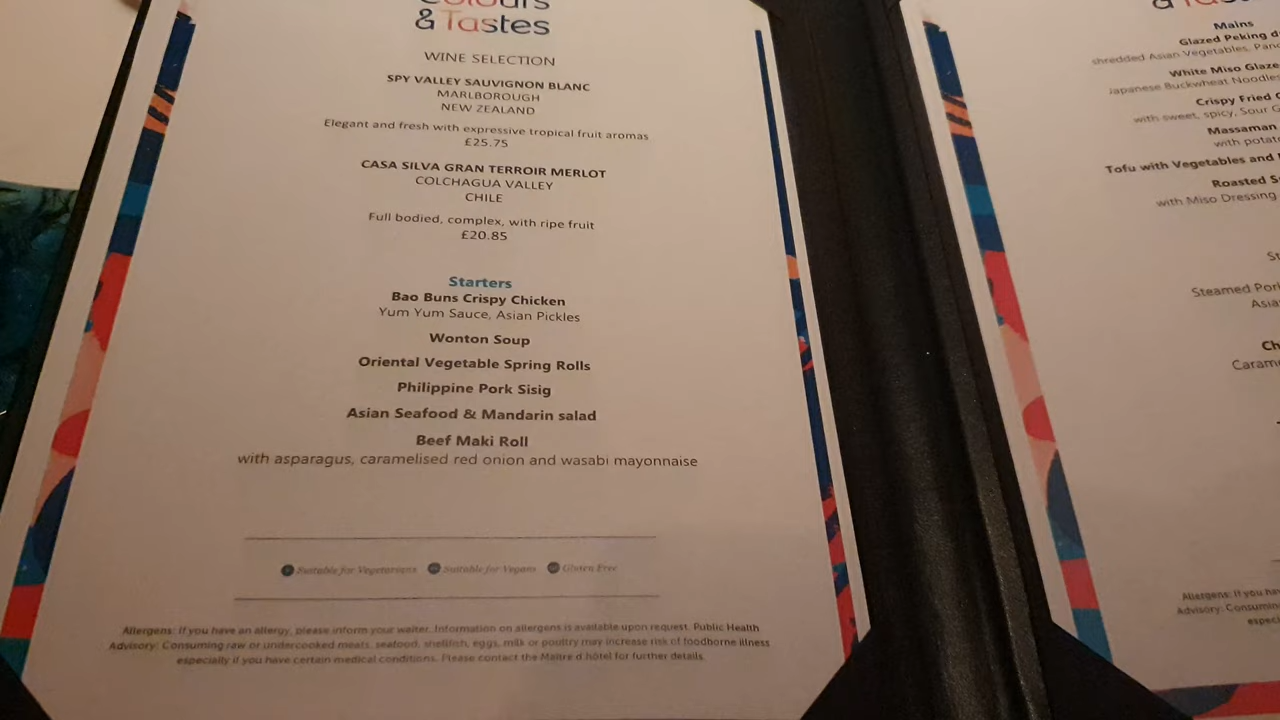 Colours
& Tastes
WINE SELECTION
SPY VALLEY SAUVIGNON BLANC
MARLBOROUGH
NEW ZEALAND
Elegant and fresh with expressive tropical fruit aromas
£25.75
CASA SILVA GRAN TERROIR MERLOT
COLCHAGUA VALLEY
CHILE
Full bodied, complex, with ripe fruit
£20.85
Starters
Bao Buns Crispy Chicken
Yum Yum Sauce, Asian Pickles
Wonton Soup
Oriental Vegetable Spring Rolls
Philippine Pork Sisig
Asian Seafood & Mandarin salad
Beef Maki Roll
with asparagus, caramelised red onion and wasabi mayonnaise
Suitable for Vegetarians Suitable for Vegans Gluten Free
Allergens: If you have an allergy, please inform your waiter. Information on allergens is available upon request. Public Health
Advisory: Consuming raw or undercooked meats, seafood, shellfish, eggs, milk or poultry may increase risk of foodborne illness
especially if you have certain medical conditions. Please contact the Maître d'hôtel for further details.
&
Mains
Glazed Peking
shredded Asian Vegetables,
White Miso
Japanese Buckwheat Noodles
Crispy Fried
with sweet, spicy, Sour
Massaman
with
Tofu with Vegetables and
Roasted
with Miso Dressing
Steamed
Allergens: If you
Advisory: